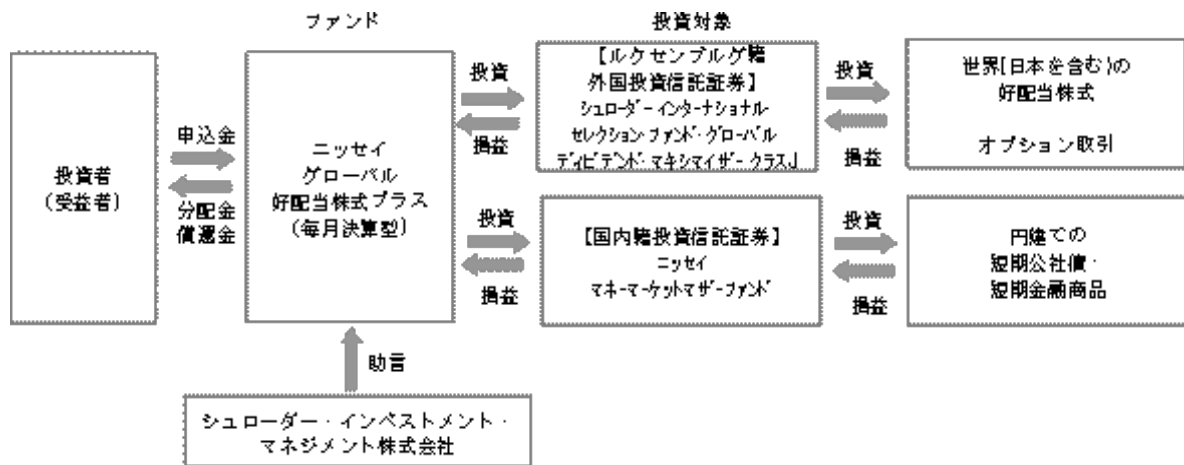 ファンド
投資対象
投資者
(受益者)
申込金
分配金
償還金
ニッセイ
グローバル
好配当株式プラス
(毎月決算型)
投資
損益
【ルクセンブルグ籍
外国投資信託証券】
シュローダー・インターナショナル
セレクション・ファンド・グローバル
ディビデンド・マキシマイザー クラスJ
投資
損益
世界(日本を含む)の
好配当株式
オプション取引
投資
損益
【国内籍投資信託証券】
ニッセイ
マネーマーケットマザーファンド
投資
損益
円建ての
短期公社債・
短期金融商品
助言
シュローダー・インベストメント・
マネジメント株式会社